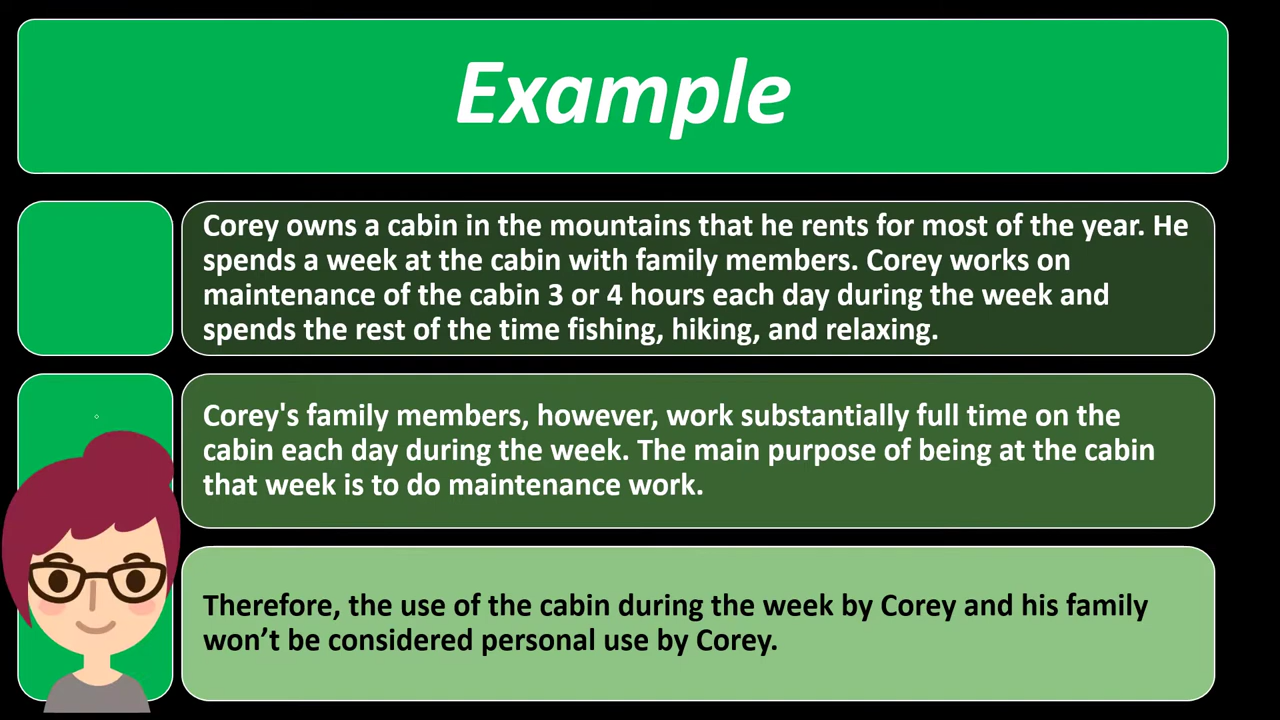 Example
Corey owns a cabin in the mountains that he rents for most of the year. He
spends a week at the cabin with family members. Corey works on
maintenance of the cabin 3 or 4 hours each day during the week and
spends the rest of the time fishing, hiking, and relaxing.
Corey's family members, however, work substantially full time on the
cabin each day during the week. The main purpose of being at the cabin
that week is to do maintenance work.
Therefore, the use of the cabin during the week by Corey and his family
won’t be considered personal use by Corey.